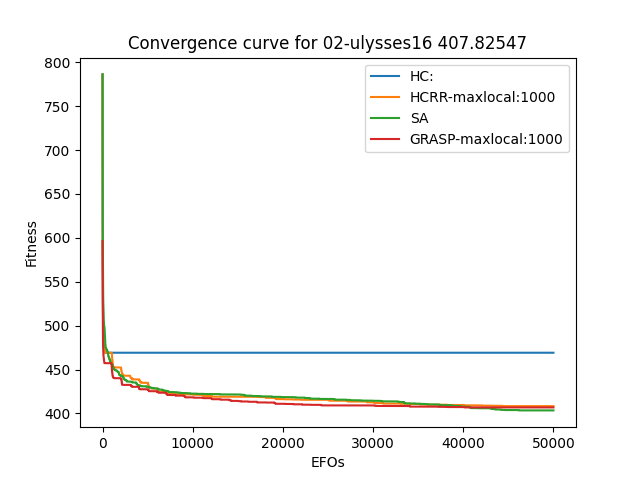 Convergence curve for 02-ulysses16 407.82547
800
750
700
650
600
550
500
450
400
Fitness
HC:
HCRR-maxlocal:1000
SA
GRASP-maxlocal:1000
0 10000 20000 30000 40000 50000
EFOs